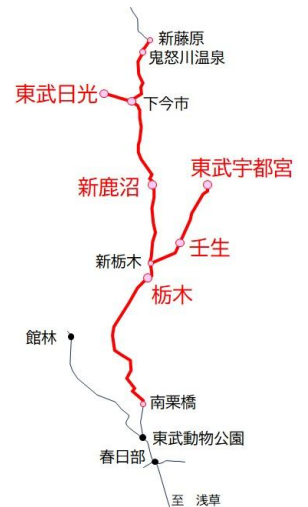 新藤原
鬼怒川温泉
東武日光
下今市
新鹿沼
東武宇都宮
壬生
新栃木
栃木
館林
南栗橋
東武動物公園
春日部
至 浅草